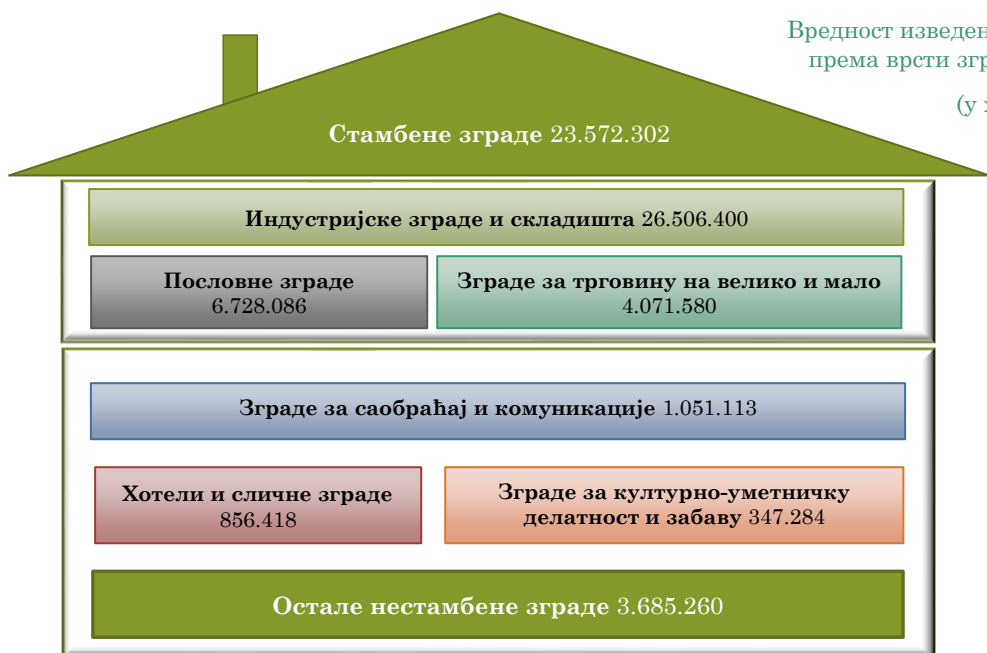 Вредност
према врсти
(у
Стамбене зграде 23.572.302
Индустријске зграде и складишта 26.506.400
Пословне зграде
6.728.086
Зграде за трговину на велико и мало
4.071.580
Зграде за саобраћај и комуникације 1.051.113
Хотели и сличне зграде
856.418
Зграде за културно-уметничку
делатност и забаву 347.284
Остале нестамбене зграде 3.685.260